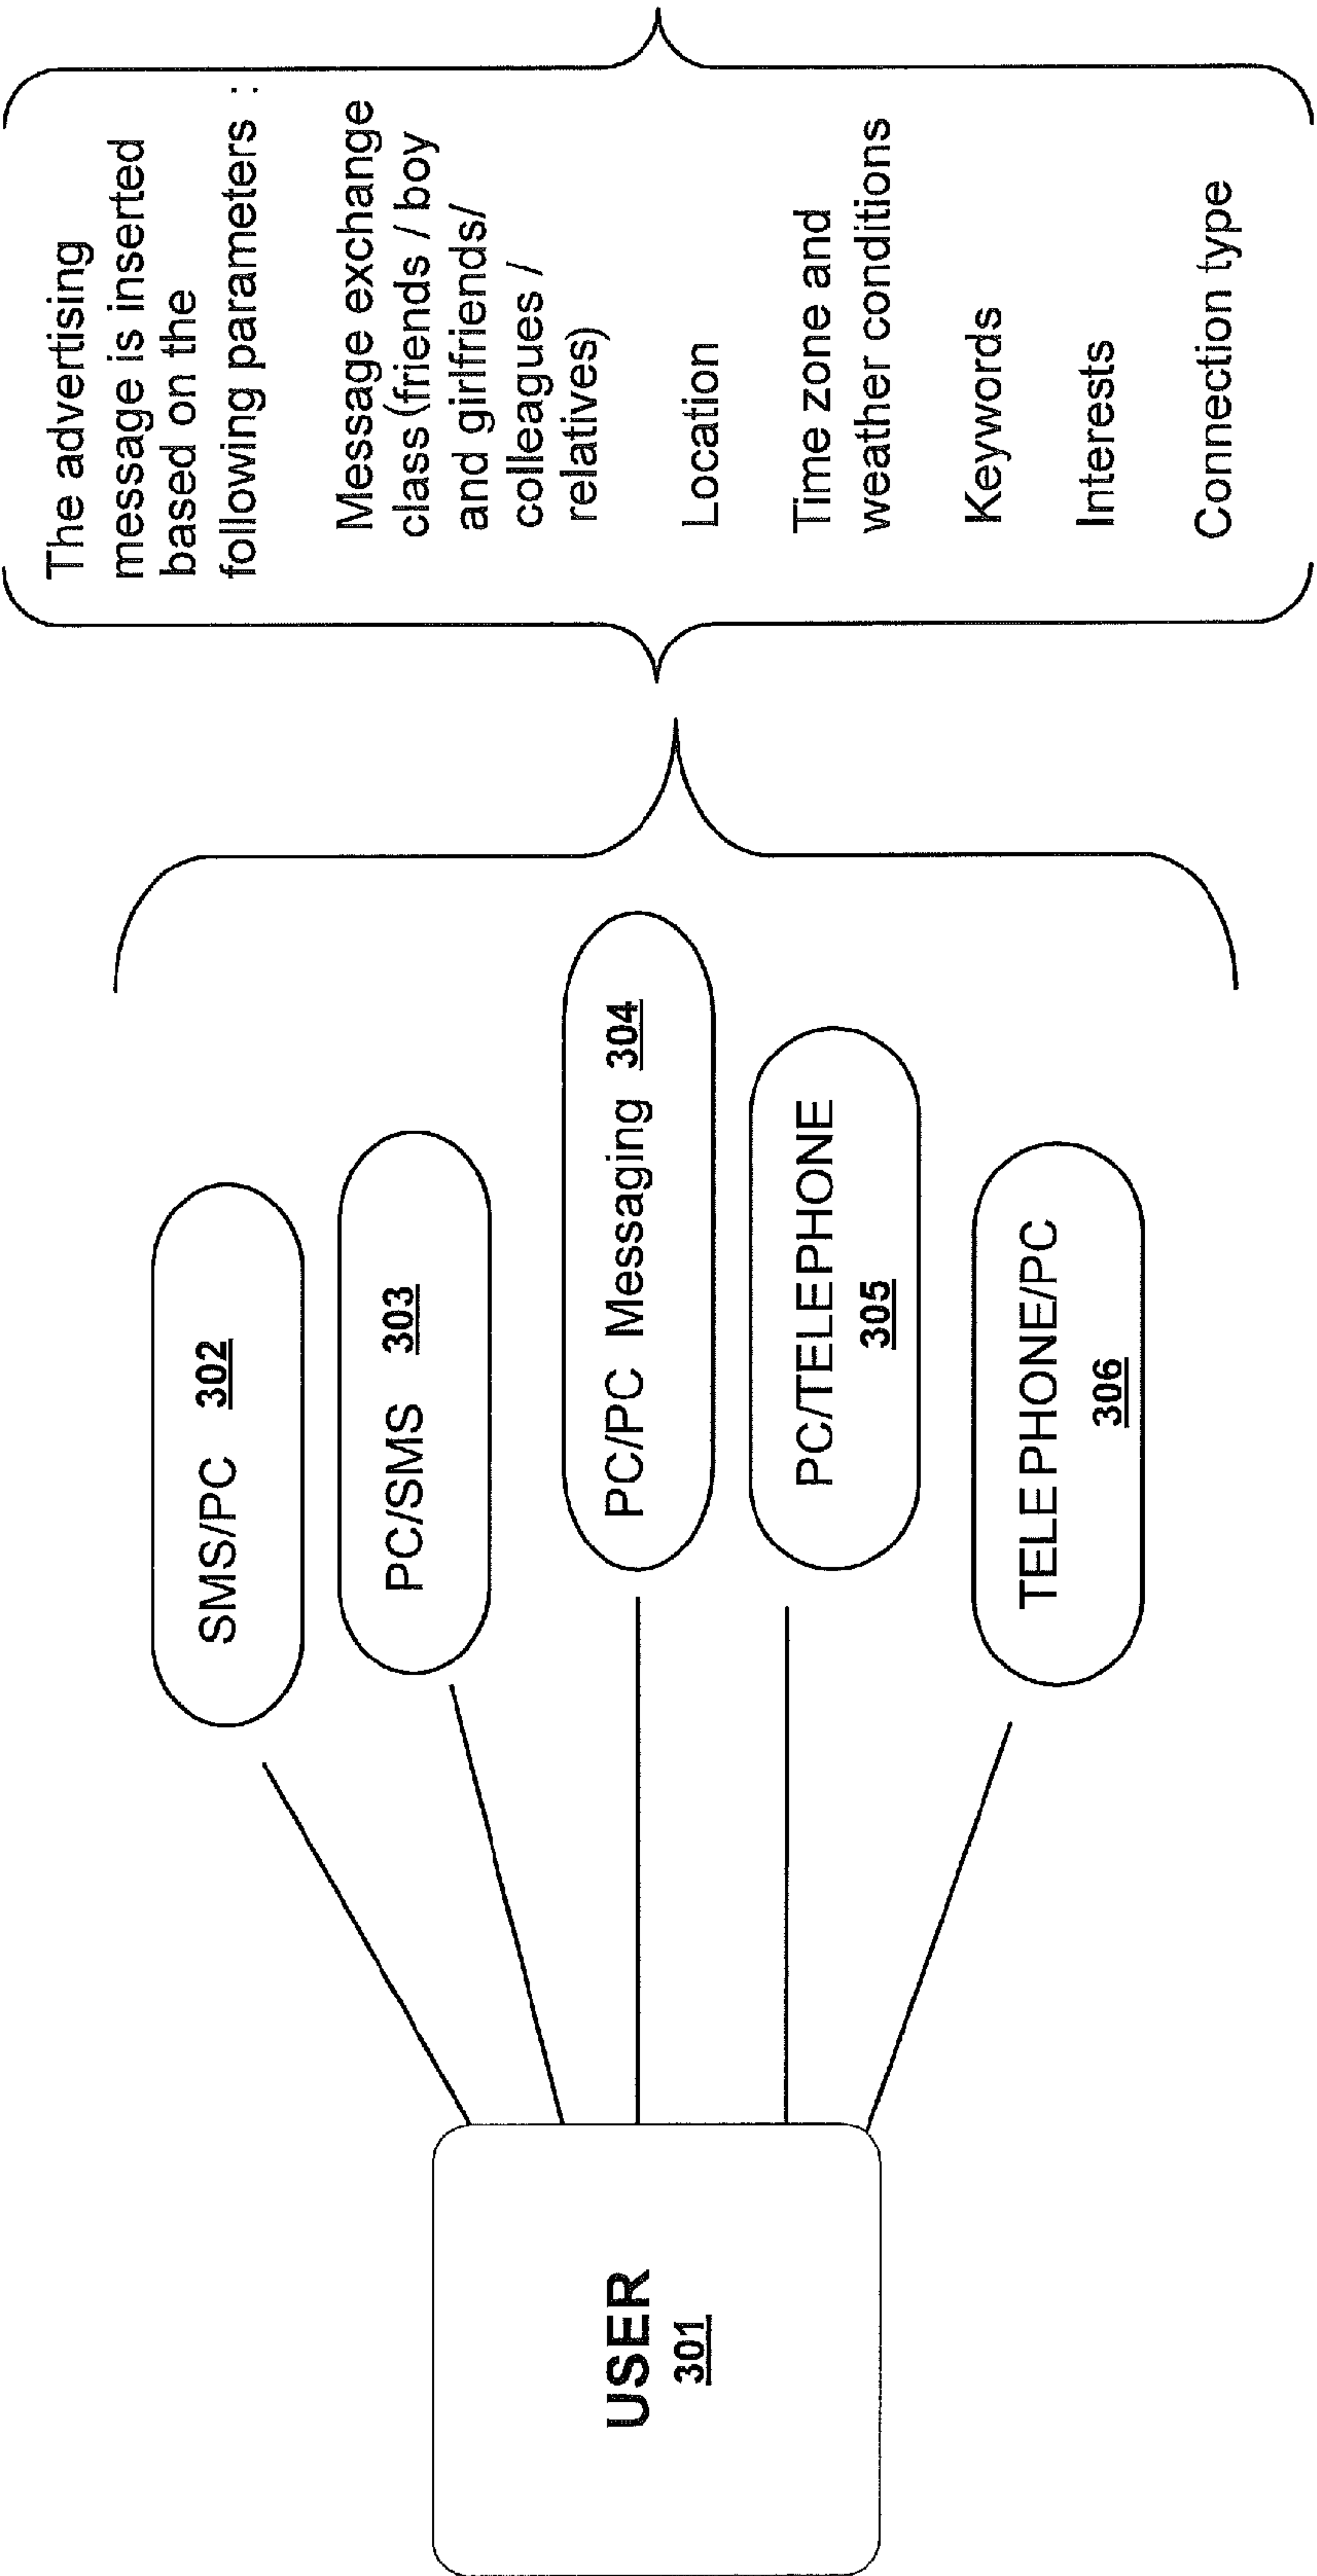 USER
301
SMS/PC 302
PC/SMS 303
PC/PC Messaging 304
PC/TELEPHONE
305
TELEPHONE/PC
306
The advertising
message is inserted
based on the
following parameters :
Message exchange
class (friends / boy
and girlfriends/
colleagues /
relatives)
Location
Time zone and
weather conditions
Keywords
Interests
Connection type